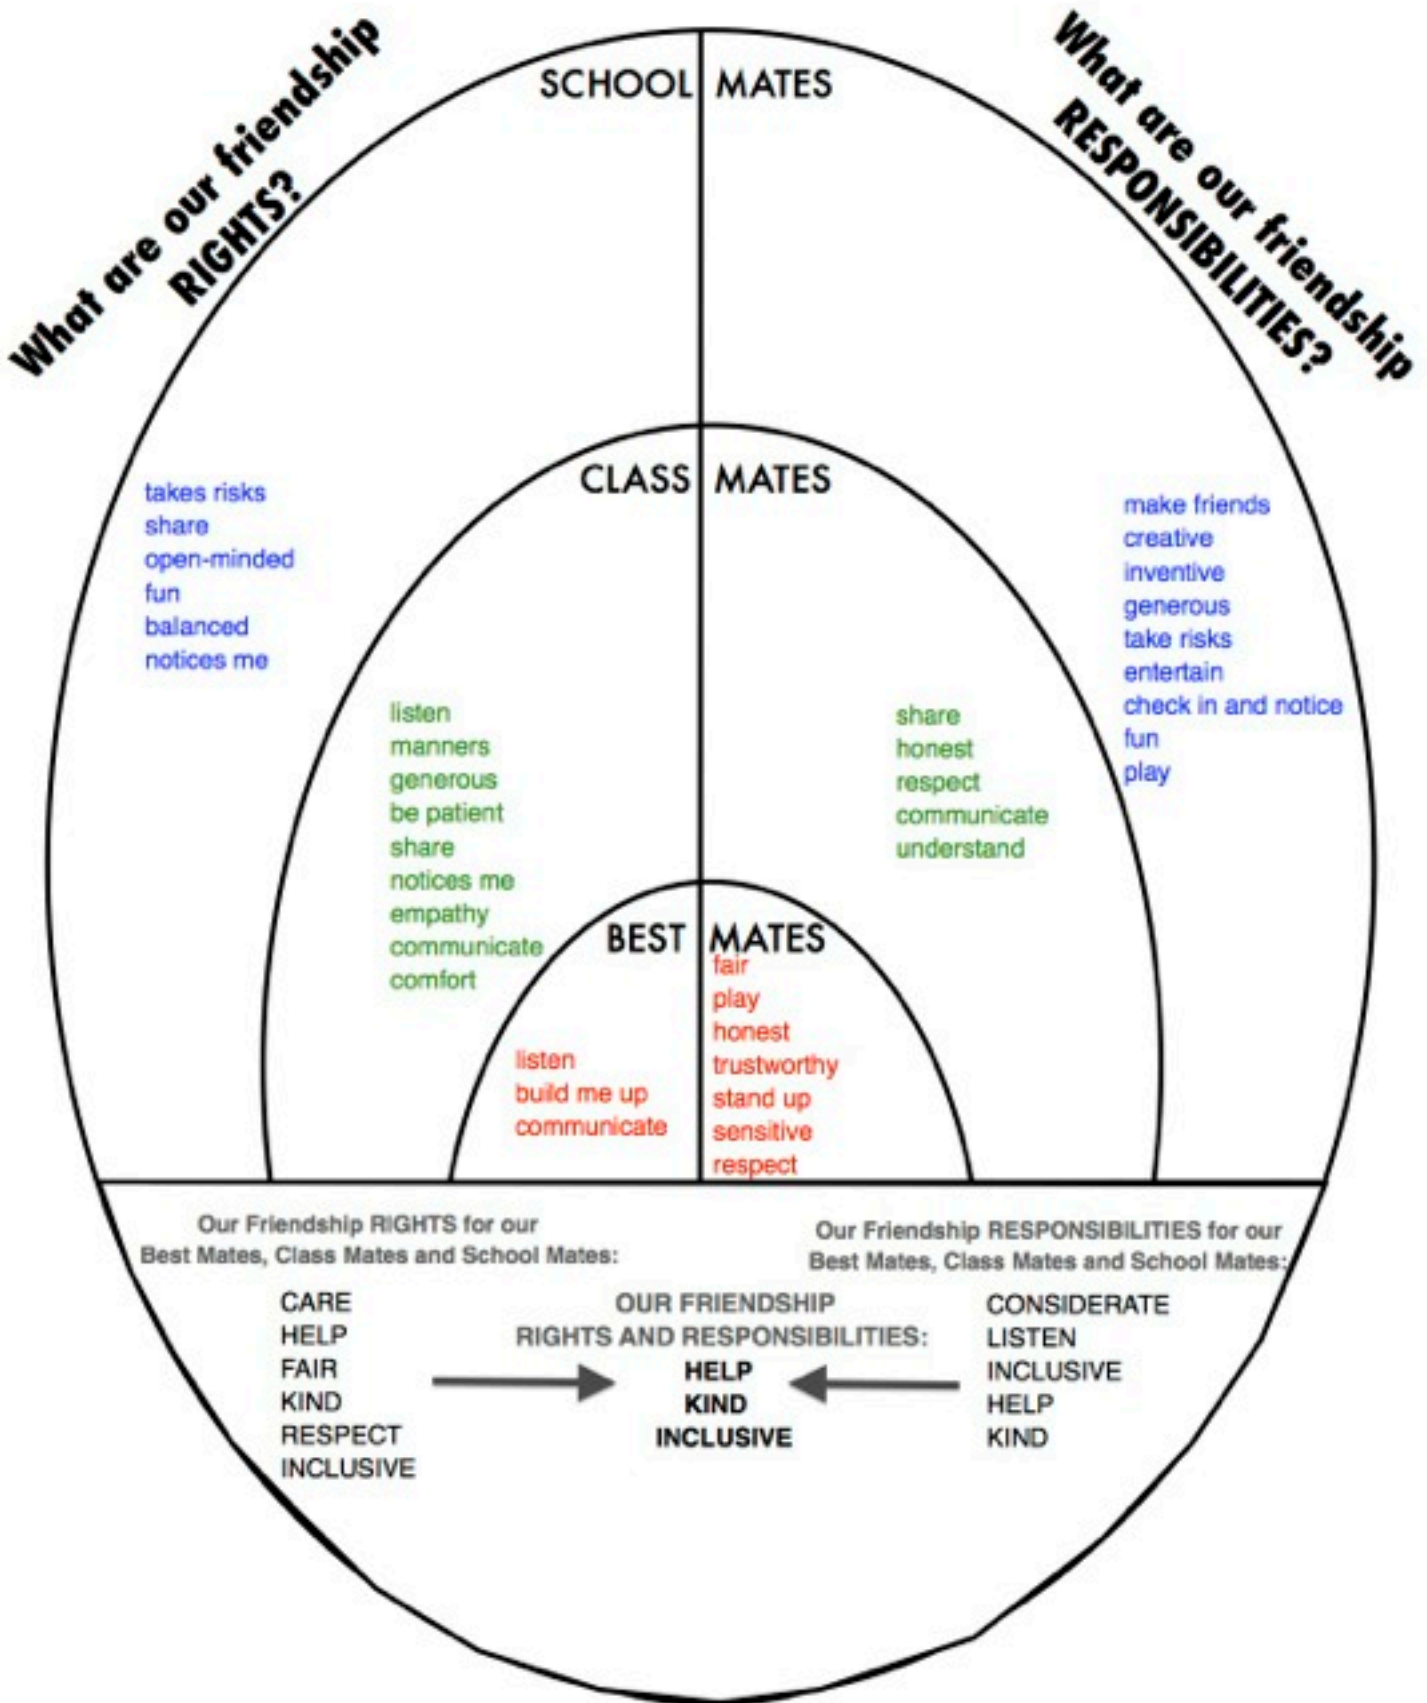 What are our friendship
RIGHTS?
What are our friendship
RESPONSIBILITIES?
SCHOOL MATES
takes risks
share
open-minded
fun
balanced
notices me
make friends
creative
inventive
generous
take risks
entertain
check in and notice
fun
play
CLASS MATES
listen
manners
generous
be patient
share
notices me
empathy
communicate
comfort
share
honest
respect
communicate
understand
BEST MATES
listen
build me up
communicate
fair
play
honest
trustworthy
stand up
sensitive
respect
Our Friendship RIGHTS for our
Best Mates, Class Mates and School Mates:
CARE
HELP
FAIR
KIND
RESPECT
INCLUSIVE
OUR FRIENDSHIP
RIGHTS AND RESPONSIBILITIES:
HELP
KIND
INCLUSIVE
Our Friendship RESPONSIBILITIES for our
Best Mates, Class Mates and School Mates:
CONSIDERATE
LISTEN
INCLUSIVE
HELP
KIND